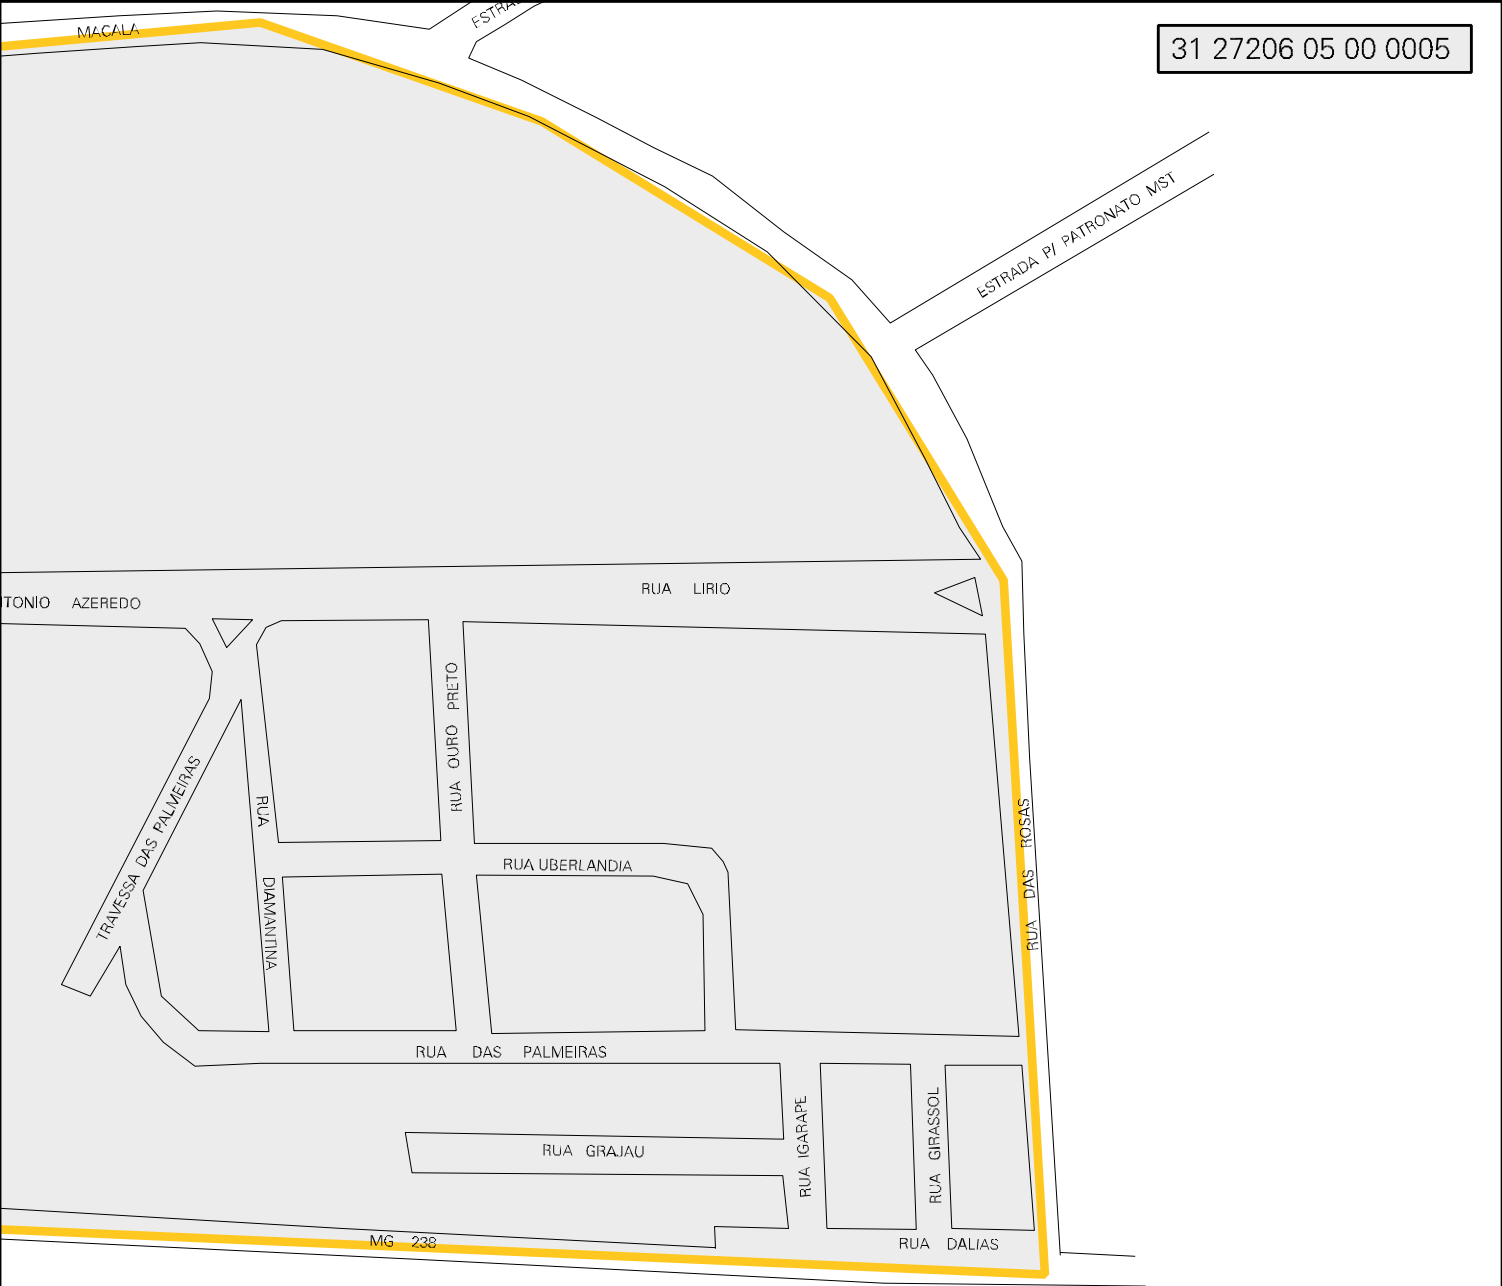 MACALA
31 27206 05 00 0005
ESTRADA P/ PATRONATO MST
RUA LIRIO
AZEREDO
RUA OURO PRETO
TRAVESSA DAS PALMEIRAS
RUA DIAMANTINA
RUA UBERLANDIA
RUA DAS ROSAS
RUA DAS PALMEIRAS
RUA IGARAPE
RUA GIRASSOL
RUA GRAJAU
MG 238
RUA DALIAS